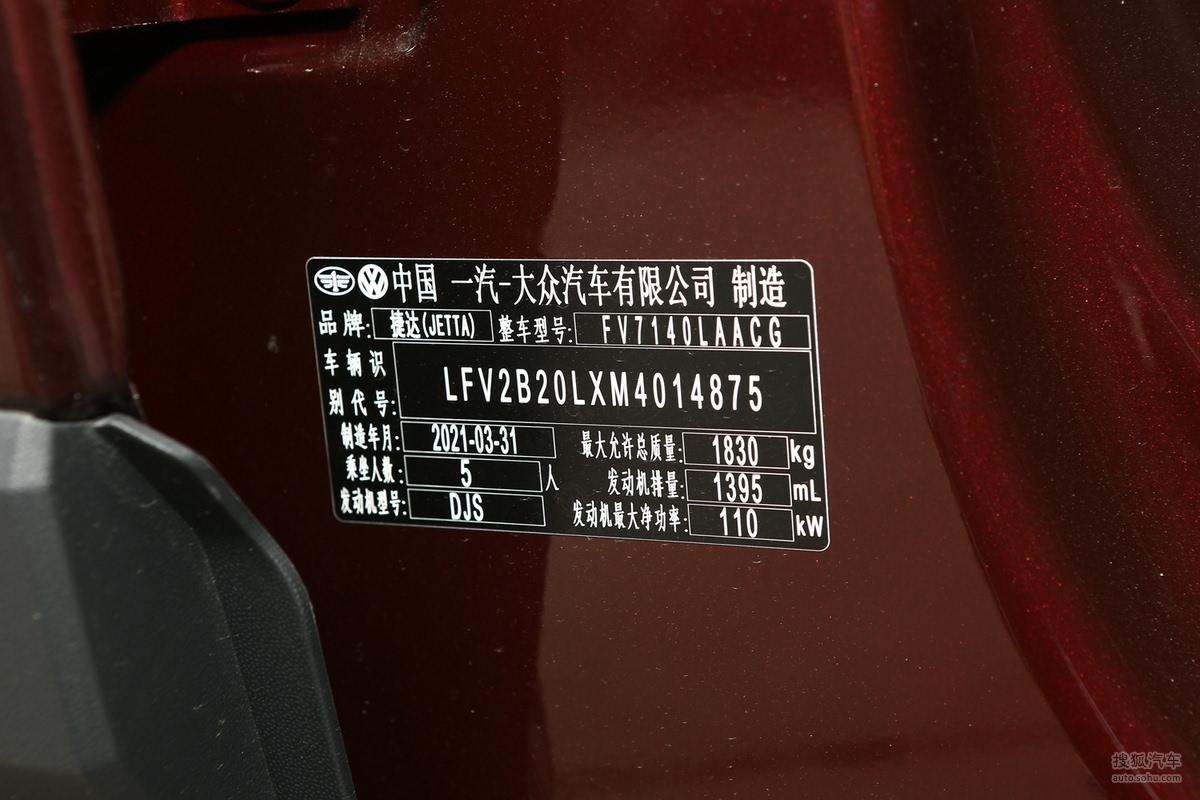 中国 一汽-大众汽车有限公司 制造
品牌: 捷达(JETTA) 整车型号: FV7140LAACG
车辆识别代号: LFV2B20LXM4014875
制造年月: 2021-03-31 最大允许总质量: 1830 kg
乘坐人数: 5 人 发动机排量: 1395 mL
发动机型号: DJS 发动机最大净功率: 110 kW
搜狐汽车
auto.sohu.com